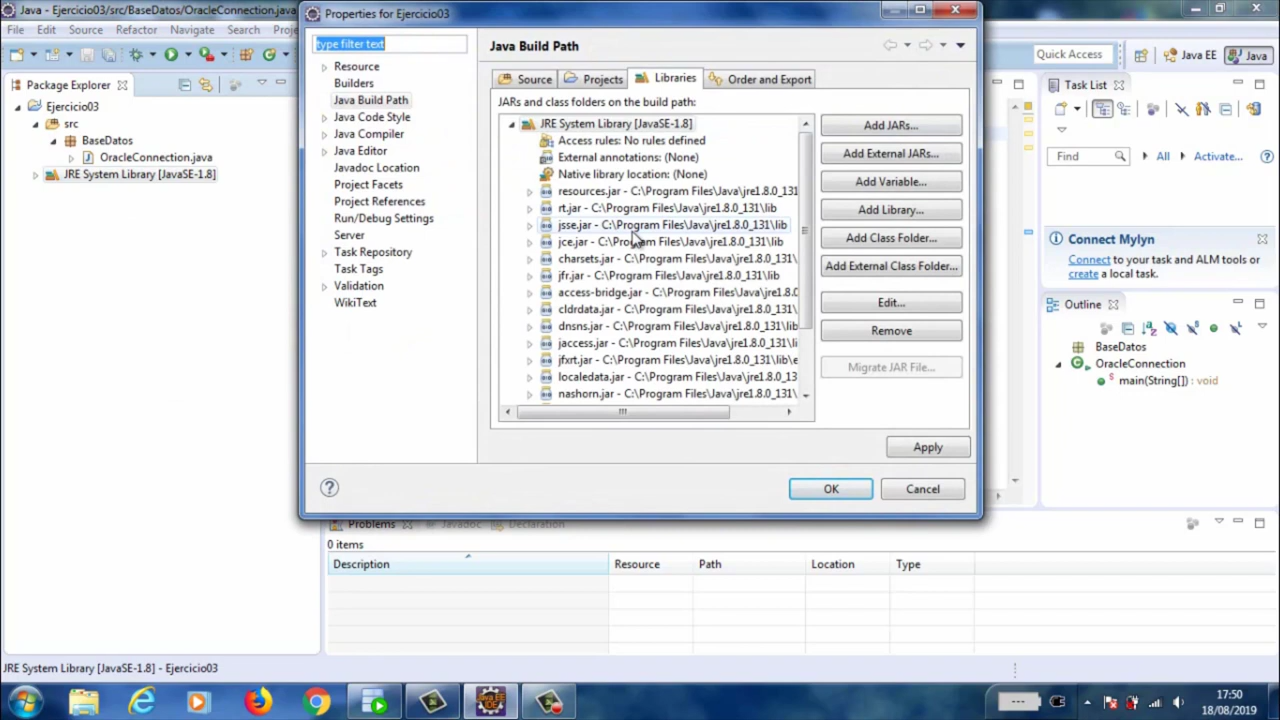 Java - Ejercicio03/src/BaseDatos/OracleConnection.java
File Edit Source Refactor Navigate Search
Quick Access
Java EE
Java
Package Explorer
Ejercicio03
src
BaseDatos
OracleConnection.java
JRE System Library [JavaSE-1.8]
Properties for Ejercicio03
type filter text
Resource
Builders
Java Build Path
Java Code Style
Java Compiler
Java Editor
Javadoc Location
Project Facets
Project References
Run/Debug Settings
Server
Task Repository
Task Tags
Validation
WikiText
Java Build Path
Source
Projects
Libraries
Order and Export
JARs and class folders on the build path:
JRE System Library [JavaSE-1.8]
Access rules: No rules defined
External annotations: (None)
Native library location: (None)
resources.jar - C:\Program Files\Java\jre1.8.0_131
rt.jar - C:\Program Files\Java\jre1.8.0_131\lib
jsse.jar - C:\Program Files\Java\jre1.8.0_131\lib
jce.jar - C:\Program Files\Java\jre1.8.0_131\lib
charsets.jar - C:\Program Files\Java\jre1.8.0_131\
jfr.jar - C:\Program Files\Java\jre1.8.0_131\lib
access-bridge.jar - C:\Program Files\Java\jre1.8.0
cldrdata.jar - C:\Program Files\Java\jre1.8.0_131\
dnsns.jar - C:\Program Files\Java\jre1.8.0_131\lib
jaccess.jar - C:\Program Files\Java\jre1.8.0_131\lib
jfxrt.jar - C:\Program Files\Java\jre1.8.0_131\lib\e
localedata.jar - C:\Program Files\Java\jre1.8.0_13
nashorn.jar - C:\Program Files\Java\jre1.8.0_131\
Add JARs...
Add External JARs...
Add Variable...
Add Library...
Add Class Folder...
Add External Class Folder...
Edit...
Remove
Migrate JAR File...
Apply
OK
Cancel
Task List
Find
All
Activate...
Connect Mylyn
Connect to your task and ALM tools or
create a local task.
Outline
BaseDatos
OracleConnection
main(String[]) : void
Problems
Javadoc
Declaration
0 items
Description Resource Path Location Type
JRE System Library [JavaSE-1.8] - Ejercicio03
17:50
18/08/2019